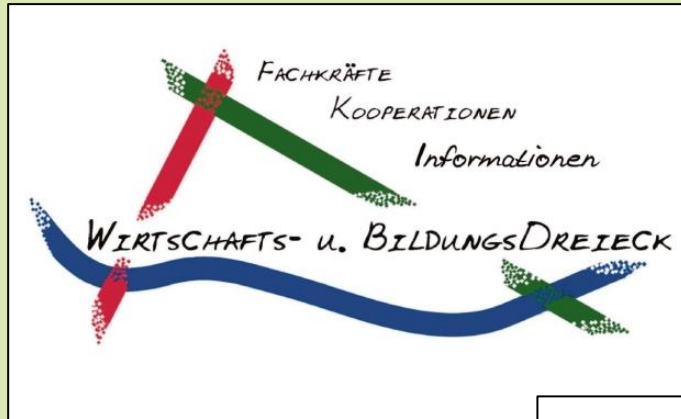 FACHKRÄFTE
KOOPERATIONEN
Informationen
WIRTSCHAFTS- u. BILDUNGSDREIECK